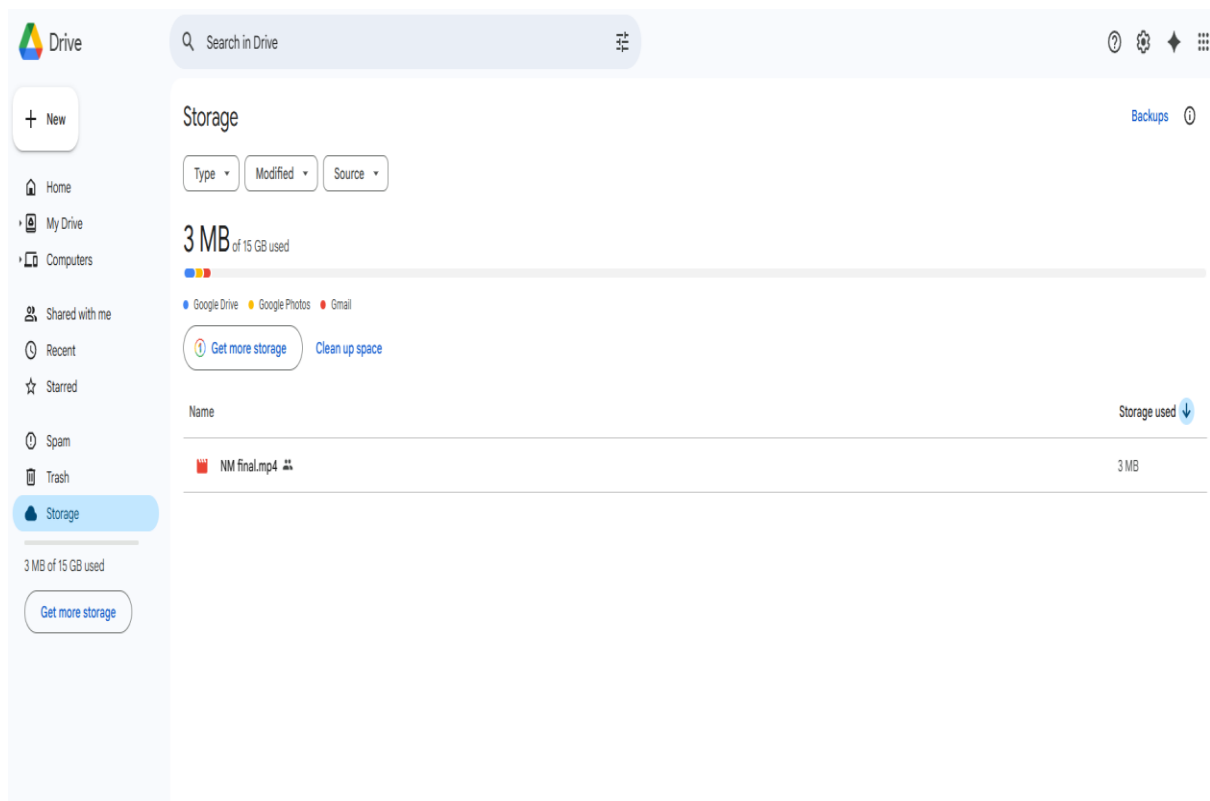 Drive
Search in Drive
New
Home
My Drive
Computers
Shared with me
Recent
Starred
Spam
Trash
Storage
3 MB of 15 GB used
Get more storage
Storage
Backups
Type
Modified
Source
3 MB of 15 GB used
Google Drive Google Photos Gmail
Get more storage Clean up space
Name Storage used
NM final.mp4 3 MB